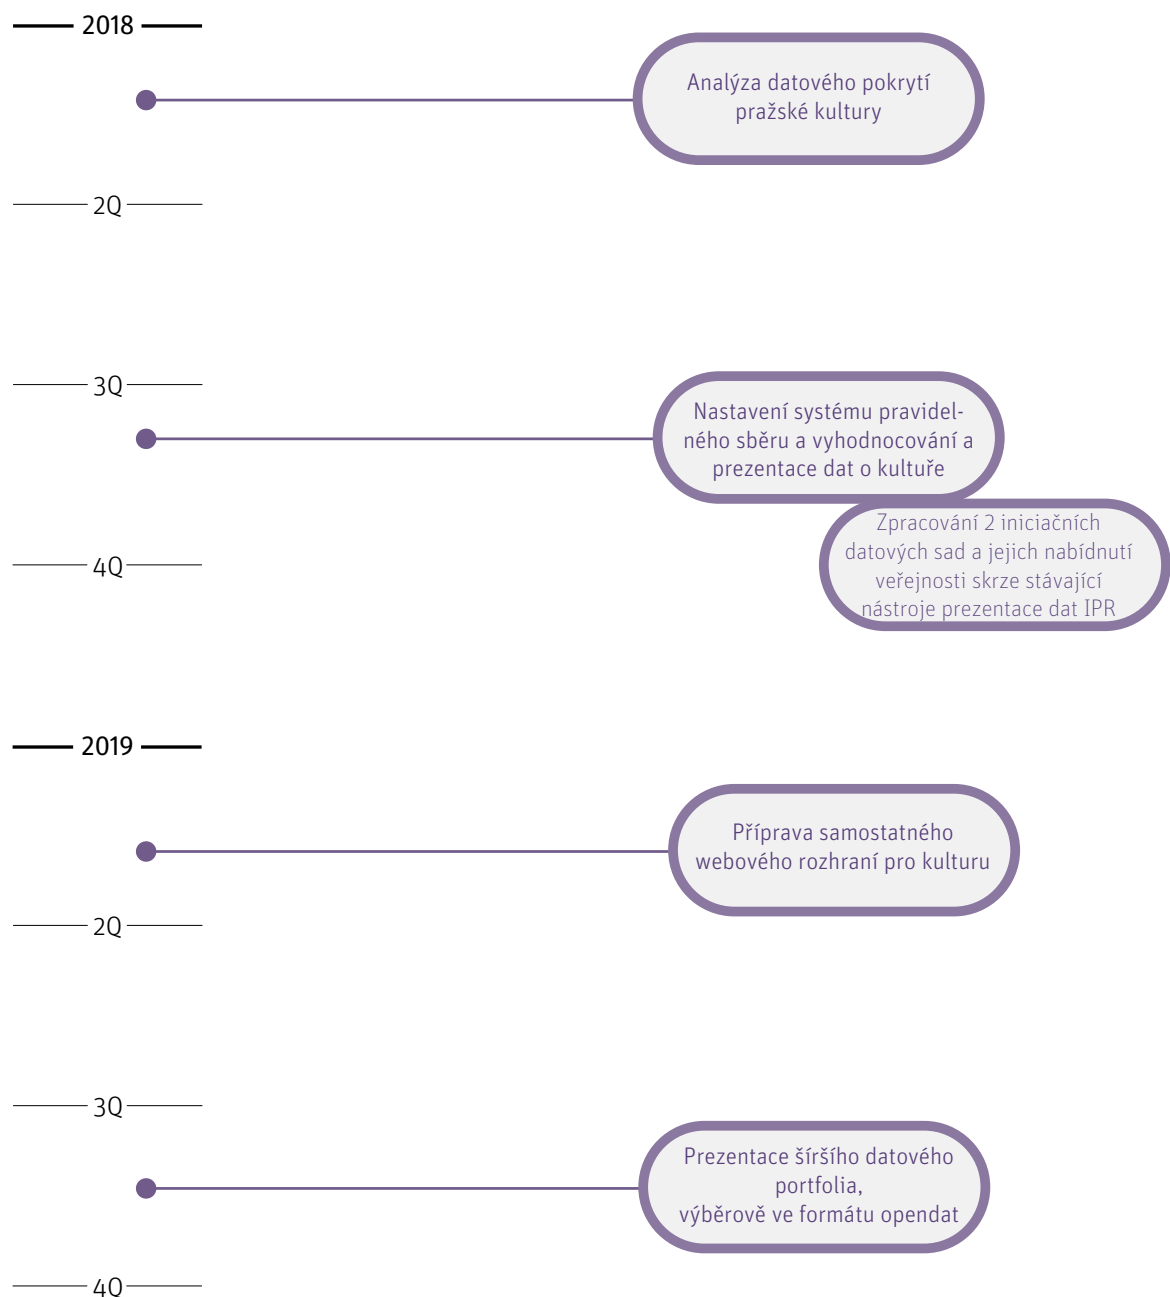 2018
Analýza datového pokrytí
pražské kultury
2Q
3Q
Nastavení systému pravidel-
ného sběru a vyhodnocování a
prezentace dat o kultuře
Zpracování 2 iniciačních
datových sad a jejich nabídnutí
veřejnosti skrze stávající
nástroje prezentace dat IPR
4Q
2019
Příprava samostatného
webového rozhraní pro kulturu
2Q
3Q
Prezentace šíršího datového
portfolia,
výběrově ve formátu opendat
4Q